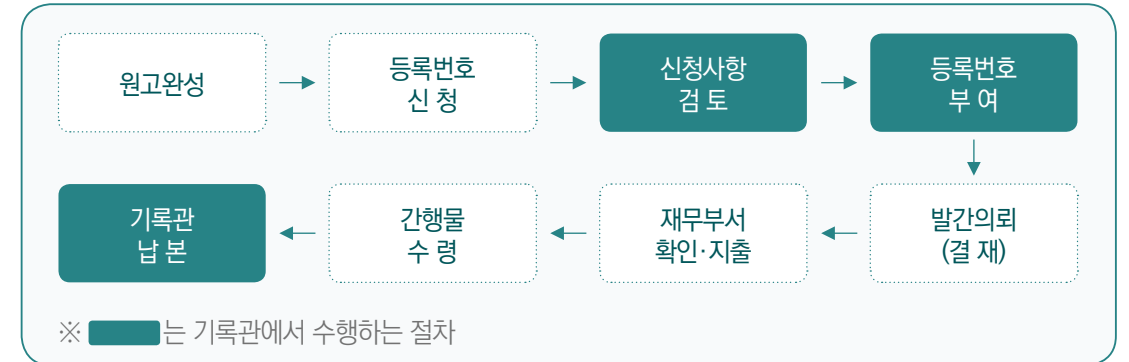 원고완성
등록번호
신 청
신청사항
검 토
등록번호
부 여
발간의뢰
(결 재)
재무부서
확인·지출
간행물
수 령
기록관
납 본
※ 는 기록관에서 수행하는 절차